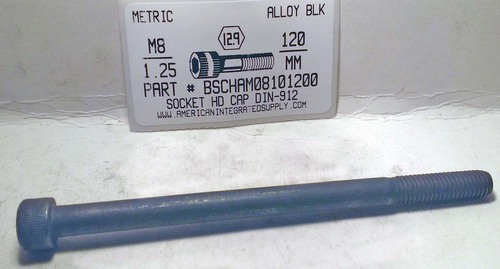 METRIC ALLOY BLK
M8 12.9 120
1.25 MM
PART # BSCHAM08101200
SOCKET HD CAP DIN-912
WWW.AMERICANINTEGRATEDSUPPLY.COM